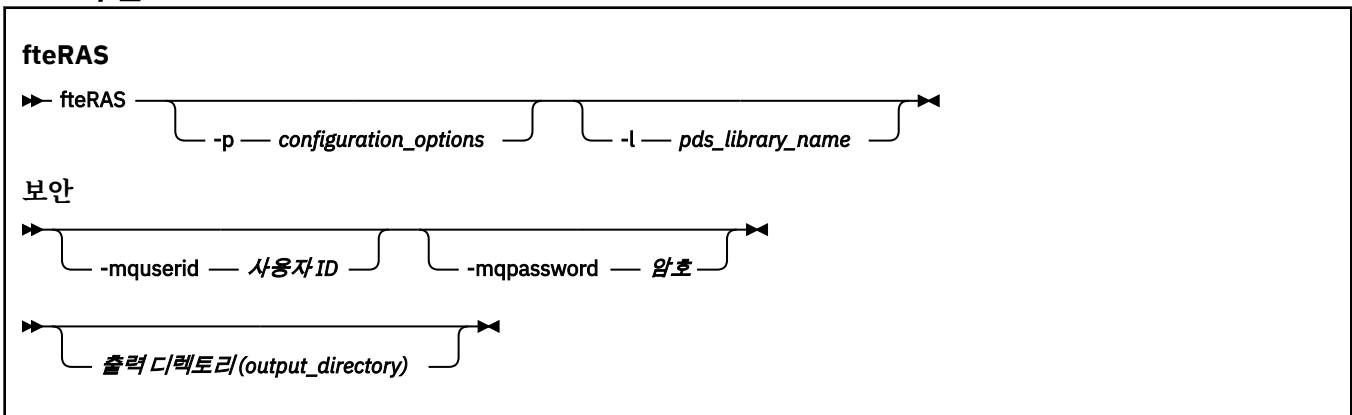 fteRAS
fteRAS
-p configuration_options -l pds_library_name
보안
-mquserid 사용자 ID -mqpassword 암호
출력 디렉토리(output_directory)